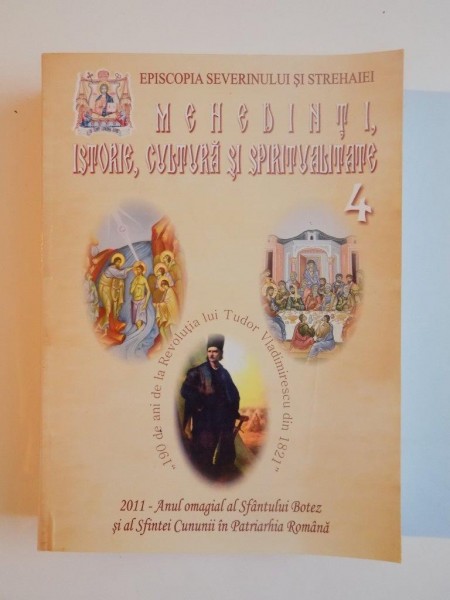 EPISCOPIA SEVERINULUI ȘI STREHAIEI
MEHEDINȚI,
ISTORIE, CULTURĂ ȘI SPIRITUALITATE
4
"190 de ani de la Revoluția lui Tudor Vladimirescu din 1821"
2011 - Anul omagial al Sfântului Botez
și al Sfintei Cununii în Patriarhia Română